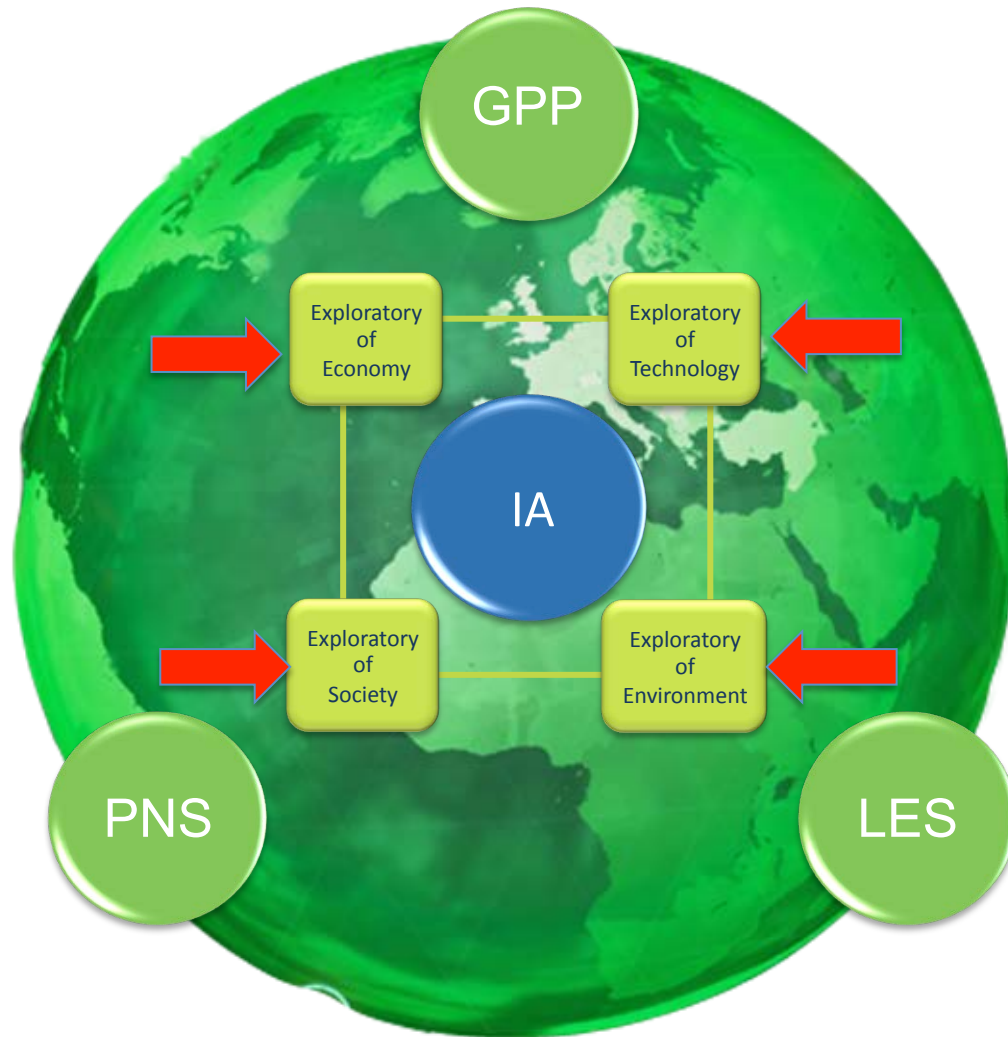 GPP
Exploratory
of
Economy
Exploratory
of
Technology
IA
Exploratory
of
Society
Exploratory
of
Environment
PNS
LES